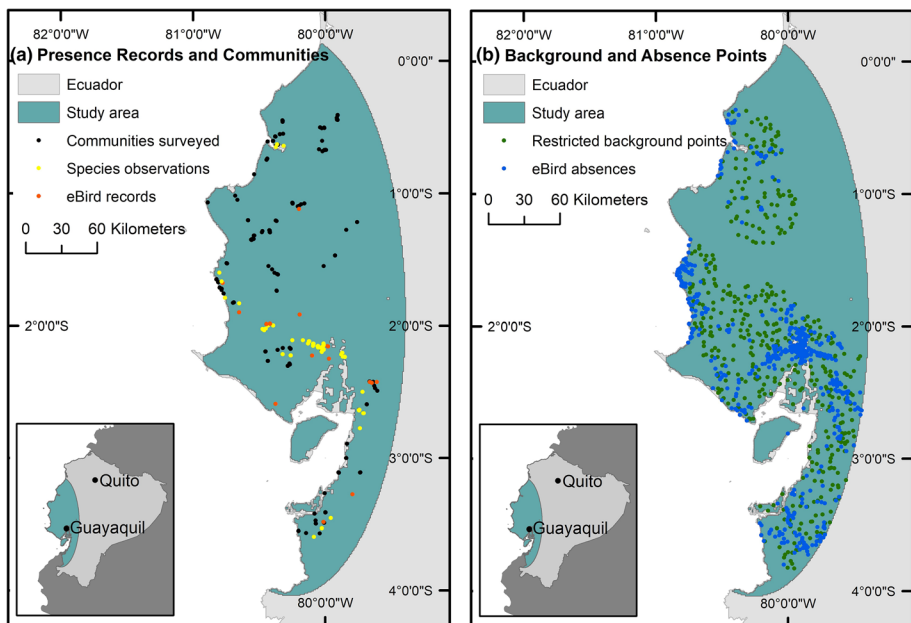 82°0'0"W 81°0'0"W 80°0'0"W
(a) Presence Records and Communities
0°0'0"
Ecuador
Study area
Communities surveyed
Species observations
eBird records
0 30 60 Kilometers
1°0'0"S
2°0'0"S
3°0'0"S
4°0'0"S
80°0'0"W
Quito
Guayaquil
82°0'0"W 81°0'0"W 80°0'0"W
(b) Background and Absence Points
0°0'0"
Ecuador
Study area
Restricted background points
eBird absences
0 30 60 Kilometers
1°0'0"S
2°0'0"S
3°0'0"S
4°0'0"S
80°0'0"W
Quito
Guayaquil